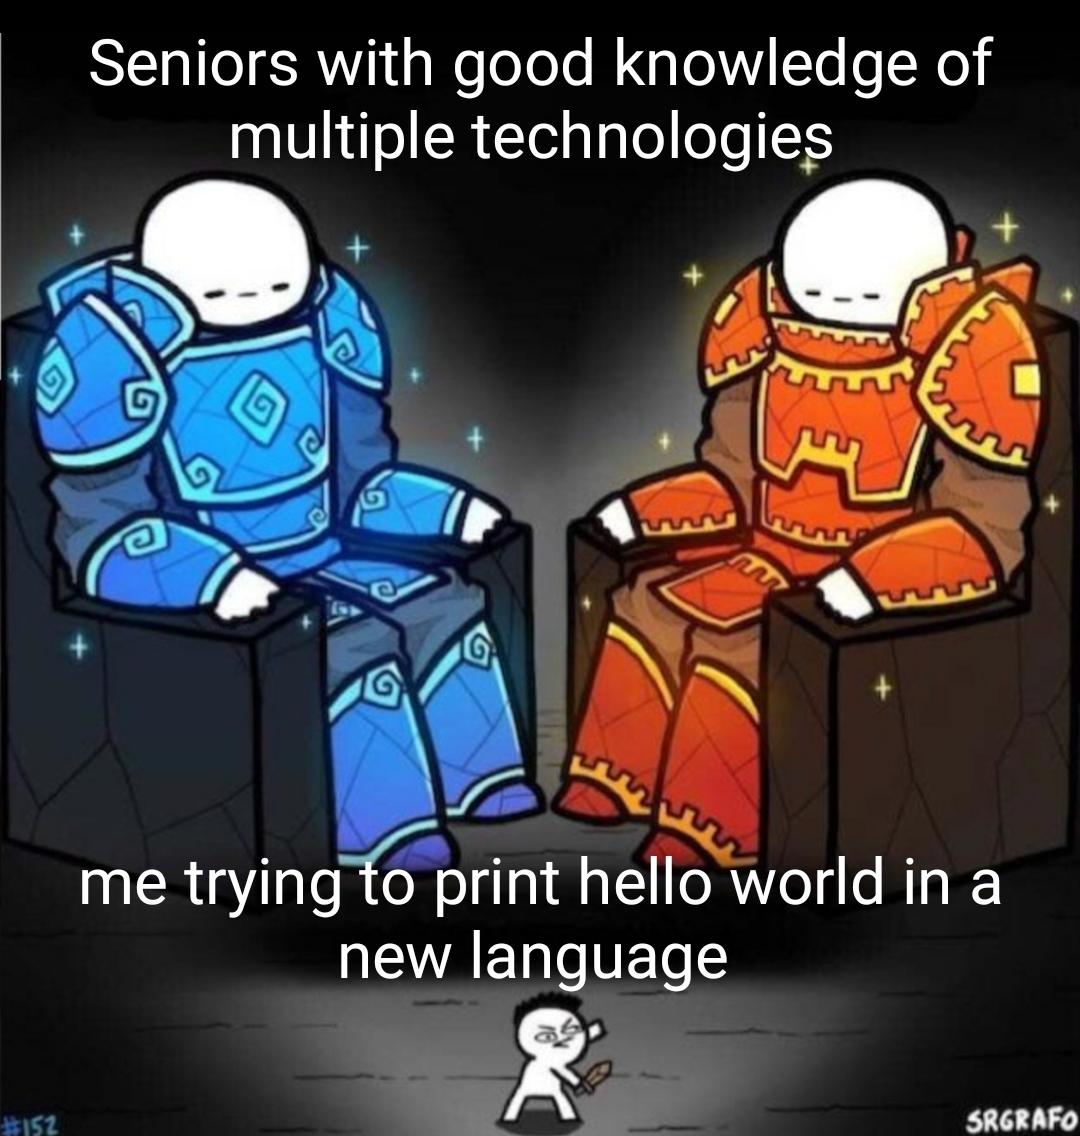 Seniors with good knowledge of
multiple technologies
me trying to print hello world in a
new language
#152
SRGRAFO